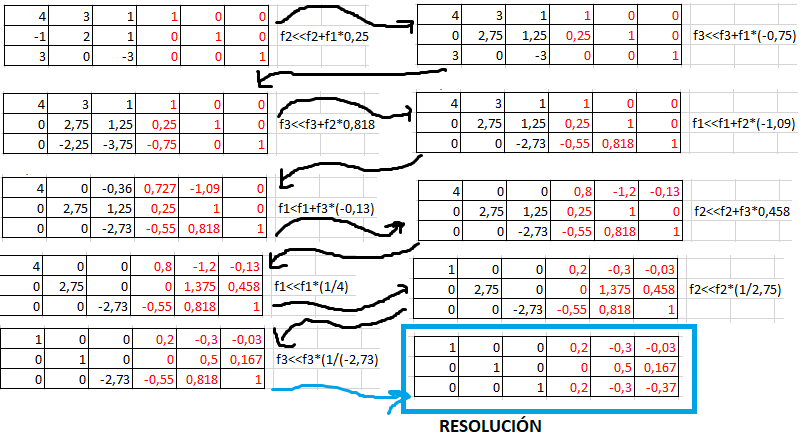 4 3 1 1 0 0
-1 2 1 0 1 0 f2<<f2+f1*0,25
3 0 -3 0 0 1
4 3 1 1 0 0
0 2,75 1,25 0,25 1 0 f3<<f3+f1*(-0,75)
3 0 -3 0 0 1
4 3 1 1 0 0
0 2,75 1,25 0,25 1 0 f3<<f3+f2*0,818
0 -2,25 -3,75 -0,75 0 1
4 3 1 1 0 0
0 2,75 1,25 0,25 1 0 f1<<f1+f2*(-1,09)
0 0 -2,73 -0,55 0,818 1
4 0 -0,36 0,727 -1,09 0
0 2,75 1,25 0,25 1 0 f1<f1+f3*(-0,13)
0 0 -2,73 -0,55 0,818 1
4 0 0 0,8 -1,2 -0,13
0 2,75 1,25 0,25 1 0 f2<<f2+f3*0,458
0 0 -2,73 -0,55 0,818 1
4 0 0 0,8 -1,2 -0,13
0 2,75 0 0 1,375 0,458 f1<<f1*(1/4)
0 0 -2,73 -0,55 0,818 1
1 0 0 0,2 -0,3 -0,03
0 2,75 0 0 1,375 0,458 f2<<f2*(1/2,75)
0 0 -2,73 -0,55 0,818 1
1 0 0 0,2 -0,3 -0,03
0 1 0 0 0,5 0,167 f3<<f3*(1/(-2,73)
0 0 -2,73 -0,55 0,818 1
1 0 0 0,2 -0,3 -0,03
0 1 0 0 0,5 0,167
0 0 1 0,2 -0,3 -0,37
RESOLUCIÓN